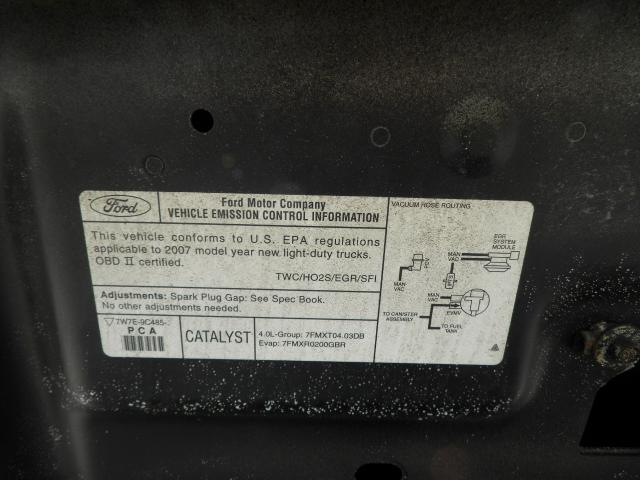 Ford
Ford Motor Company
VEHICLE EMISSION CONTROL INFORMATION
This vehicle conforms to U.S. EPA regulations
applicable to 2007 model year new light-duty trucks.
OBD II certified.
TWC/HO2S/EGR/SFI
Adjustments: Spark Plug Gap: See Spec Book.
No other adjustments needed.
7W7E-9C485-
PCA
CATALYST
4.0L-Group: 7FMXT04.03DB
Evap: 7FMXR0200GBR
VACUUM HOSE ROUTING
EGR
SYSTEM
MODULE
MAN
VAC
PCV
MAN
VAC
MAN
VAC
EVMV
TO CANISTER
ASSEMBLY
TO FUEL
TANK